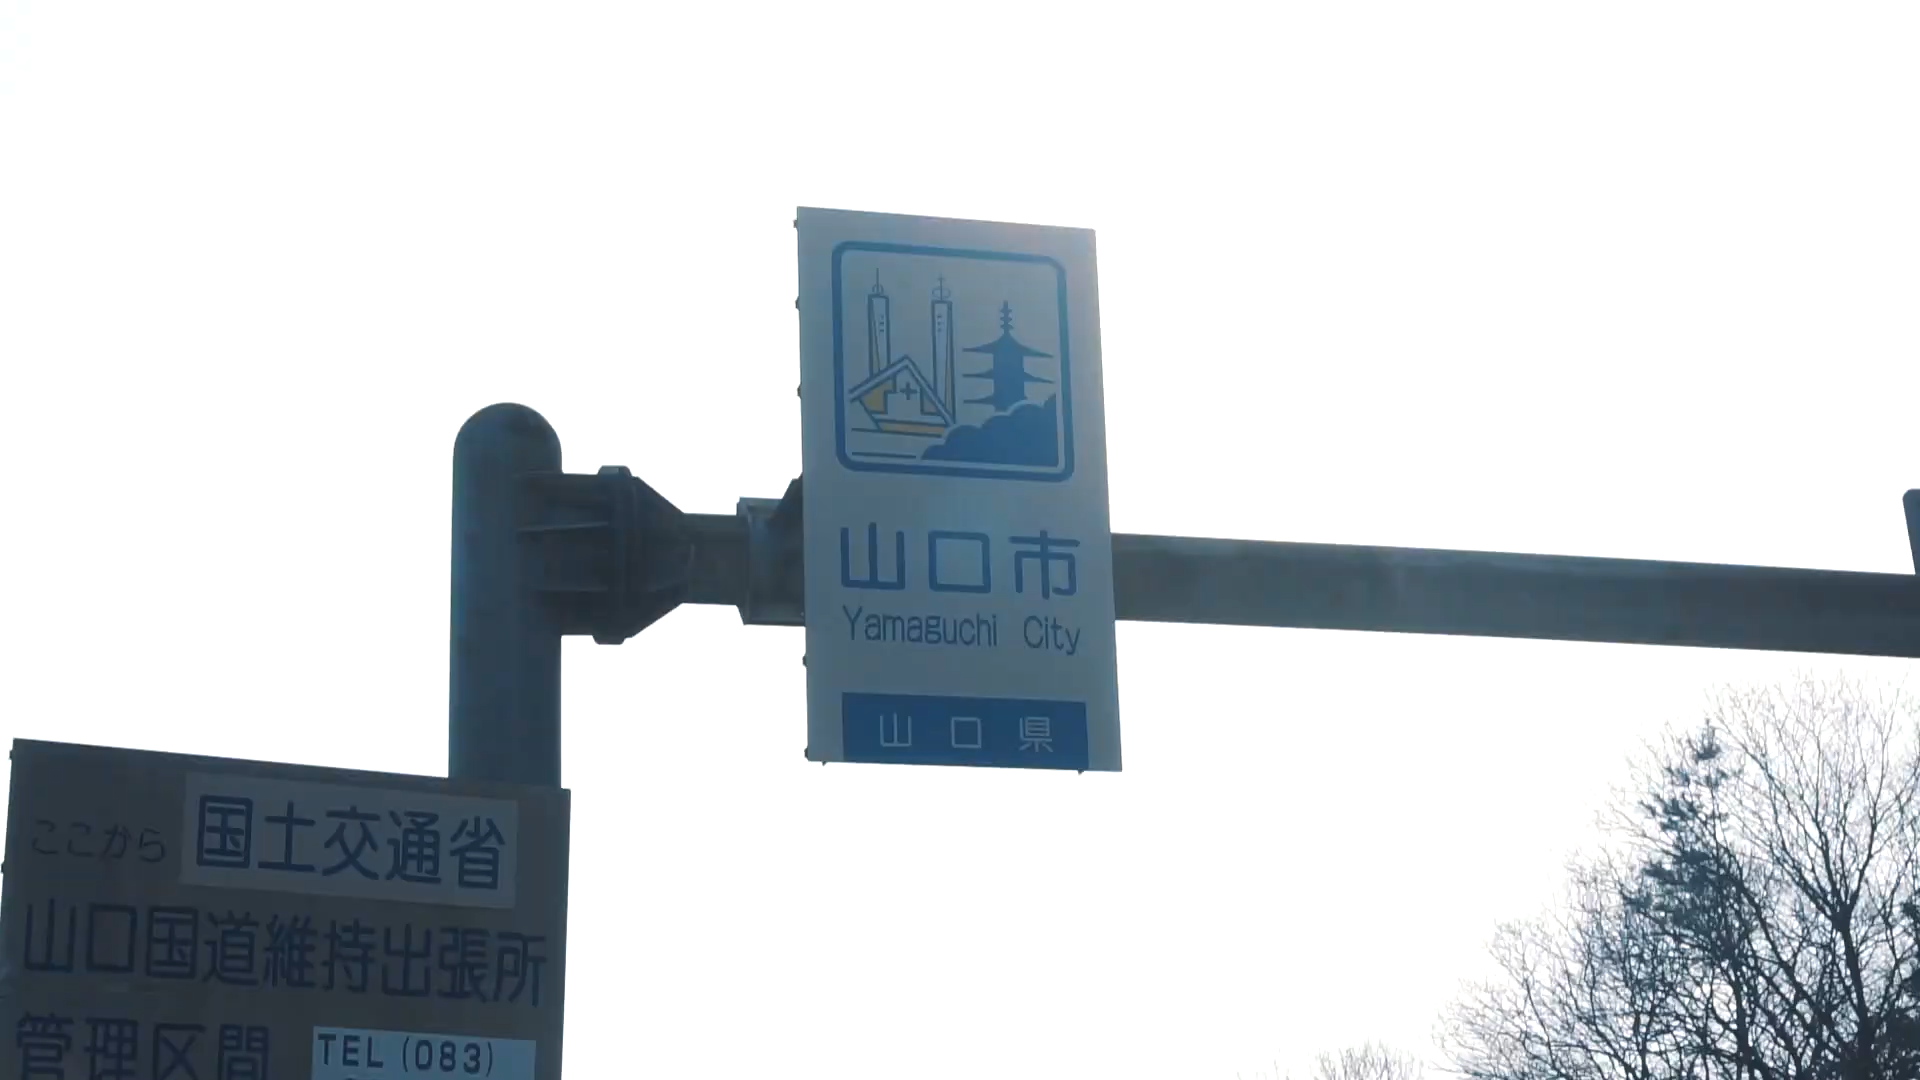 山口市
Yamaguchi City
山口県
ここから 国土交通省
山口国道維持出張所
管理区間 TEL (083)